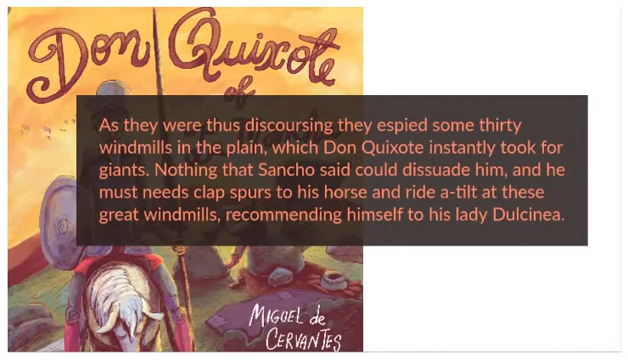 Don Quixote
of
As they were thus discoursing they espied some thirty
windmills in the plain, which Don Quixote instantly took for
giants. Nothing that Sancho said could dissuade him, and he
must needs clap spurs to his horse and ride a-tilt at these
great windmills, recommending himself to his lady Dulcinea.
MIGUEL de
CERVANTES